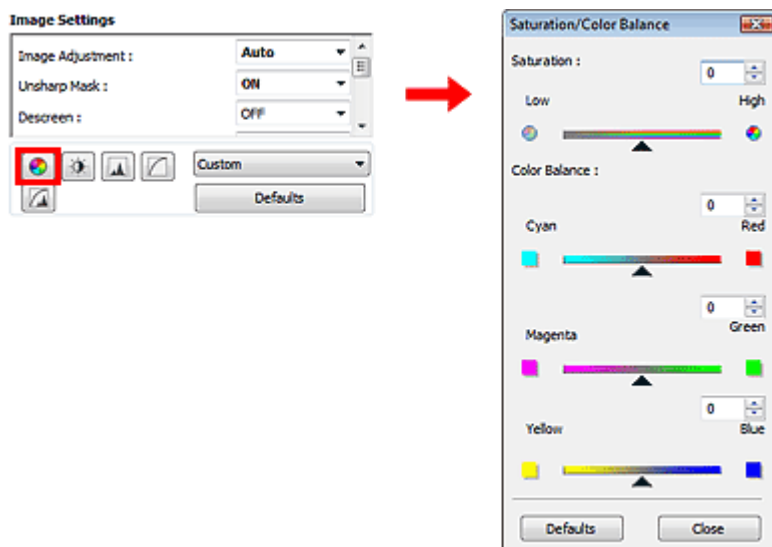 Image Settings
Image Adjustment : Auto
Unsharp Mask : ON
Descreen : OFF
Custom
Defaults
Saturation/Color Balance
Saturation :
0
Low High
Color Balance :
0
Cyan Red
0
Magenta Green
0
Yellow Blue
Defaults Close